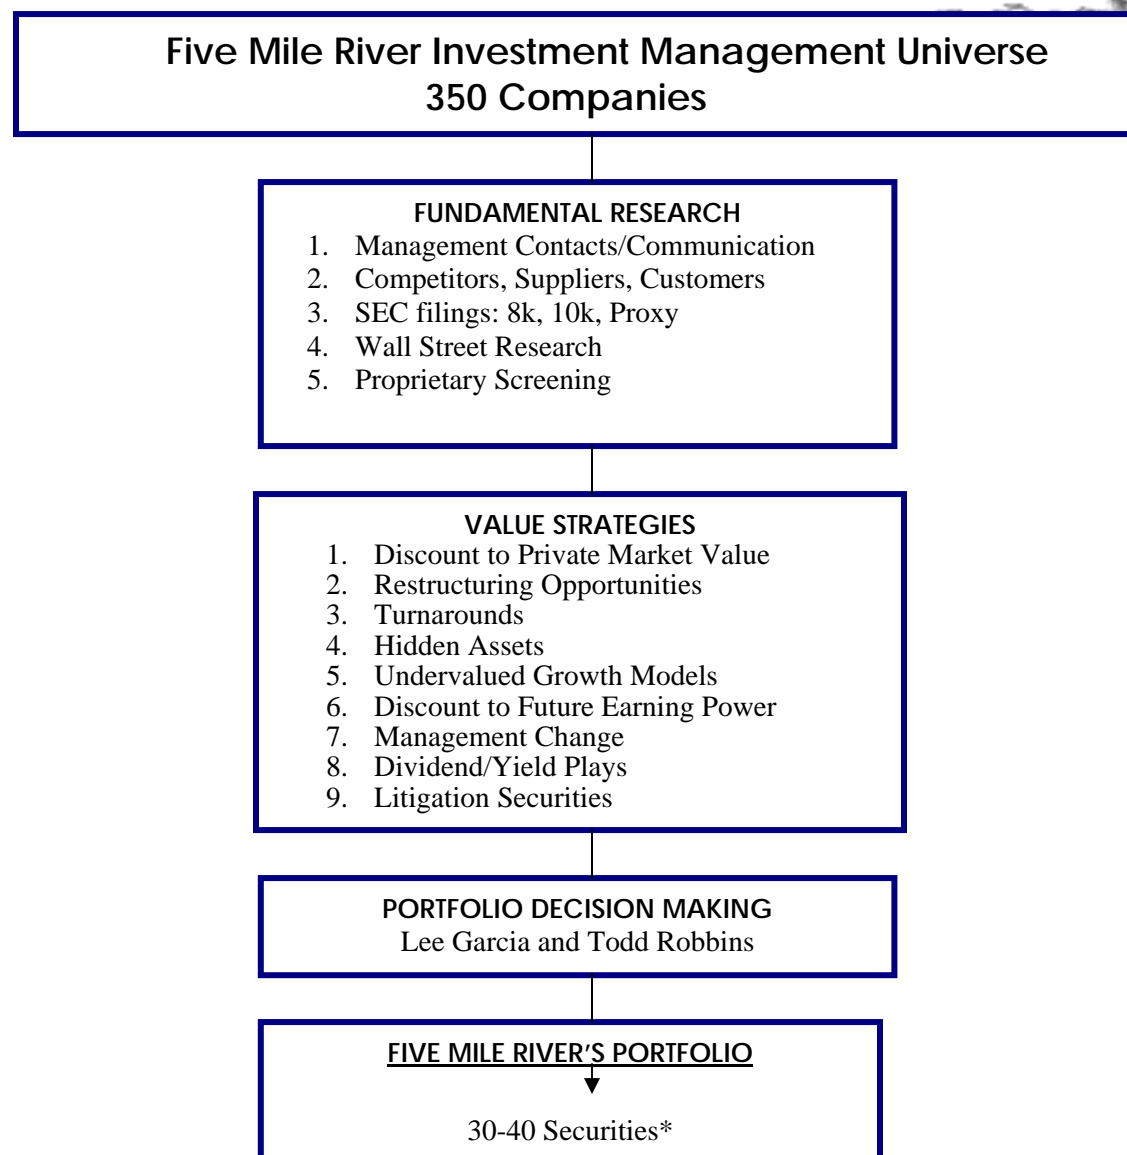 Five Mile River Investment Management Universe
350 Companies
FUNDAMENTAL RESEARCH
1. Management Contacts/Communication
2. Competitors, Suppliers, Customers
3. SEC filings: 8k, 10k, Proxy
4. Wall Street Research
5. Proprietary Screening
VALUE STRATEGIES
1. Discount to Private Market Value
2. Restructuring Opportunities
3. Turnarounds
4. Hidden Assets
5. Undervalued Growth Models
6. Discount to Future Earning Power
7. Management Change
8. Dividend/Yield Plays
9. Litigation Securities
PORTFOLIO DECISION MAKING
Lee Garcia and Todd Robbins
FIVE MILE RIVER'S PORTFOLIO
30-40 Securities*